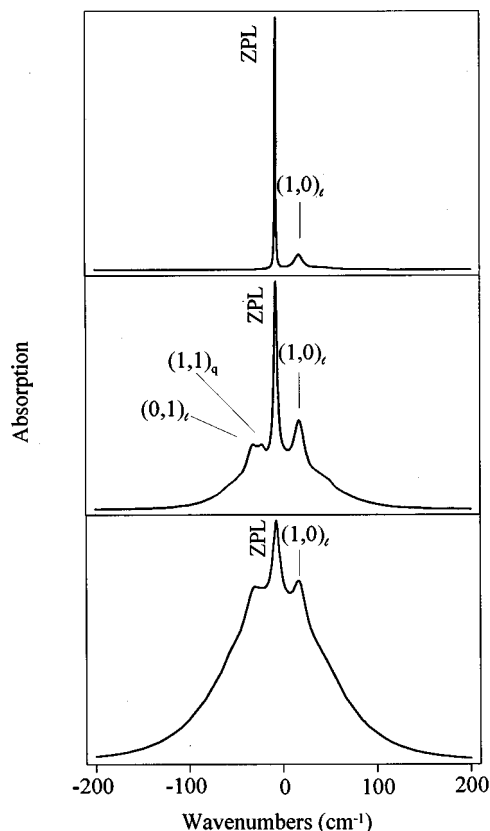 ZPL
(1,0)ℓ
ZPL
(1,0)ℓ
(1,1)q
(0,1)ℓ
Absorption
ZPL
(1,0)ℓ
-200 -100 0 100 200
Wavenumbers (cm⁻¹)